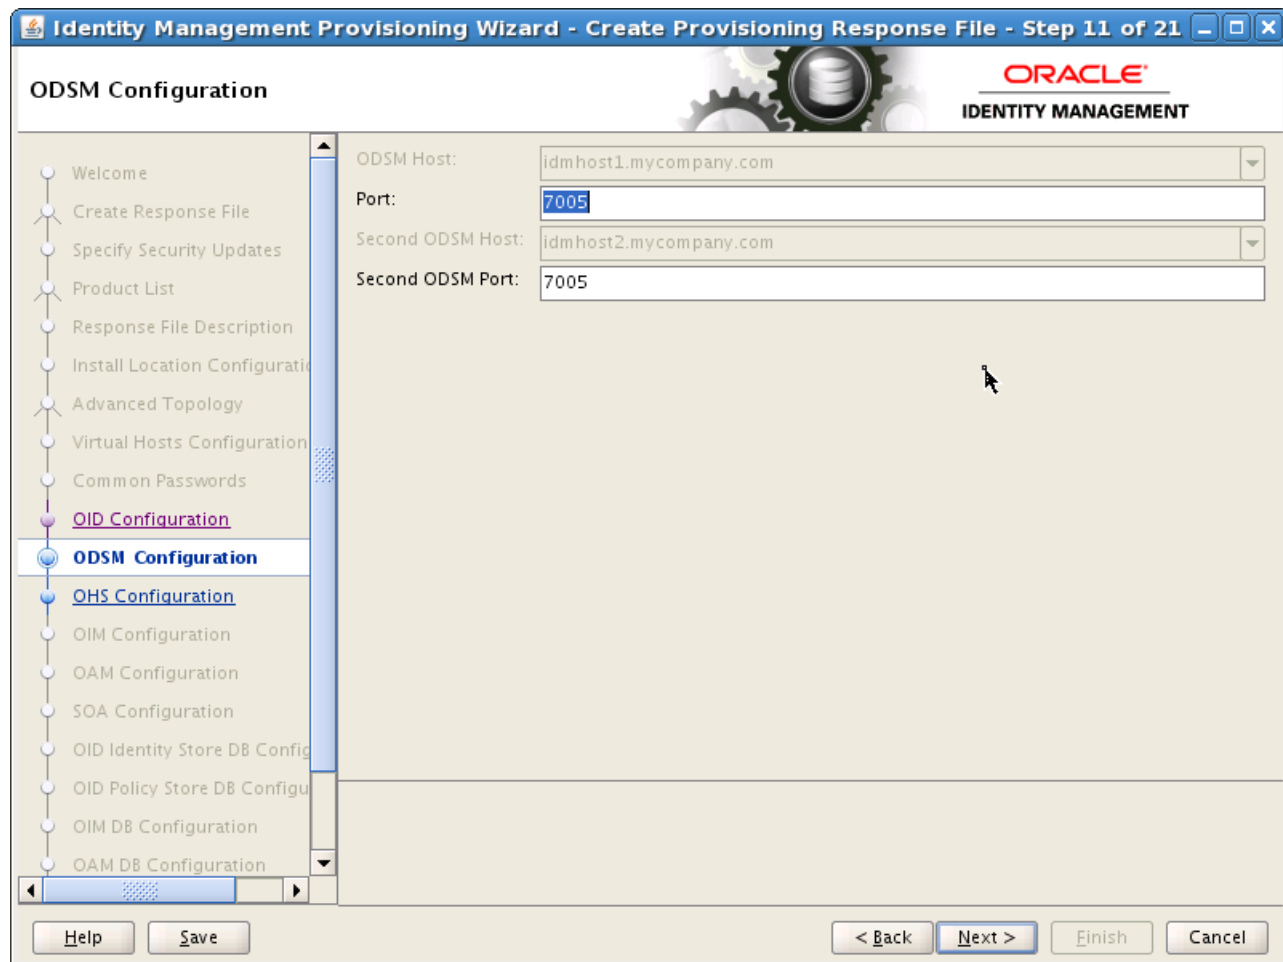 Identity Management Provisioning Wizard - Create Provisioning Response File - Step 11 of 21
ODSM Configuration
ORACLE
IDENTITY MANAGEMENT
Welcome
Create Response File
Specify Security Updates
Product List
Response File Description
Install Location Configuratio
Advanced Topology
Virtual Hosts Configuration
Common Passwords
OID Configuration
ODSM Configuration
OHS Configuration
OIM Configuration
OAM Configuration
SOA Configuration
OID Identity Store DB Config
OID Policy Store DB Configu
OIM DB Configuration
OAM DB Configuration
ODSM Host: idmhost1.mycompany.com
Port: 7005
Second ODSM Host: idmhost2.mycompany.com
Second ODSM Port: 7005
Help Save < Back Next > Finish Cancel